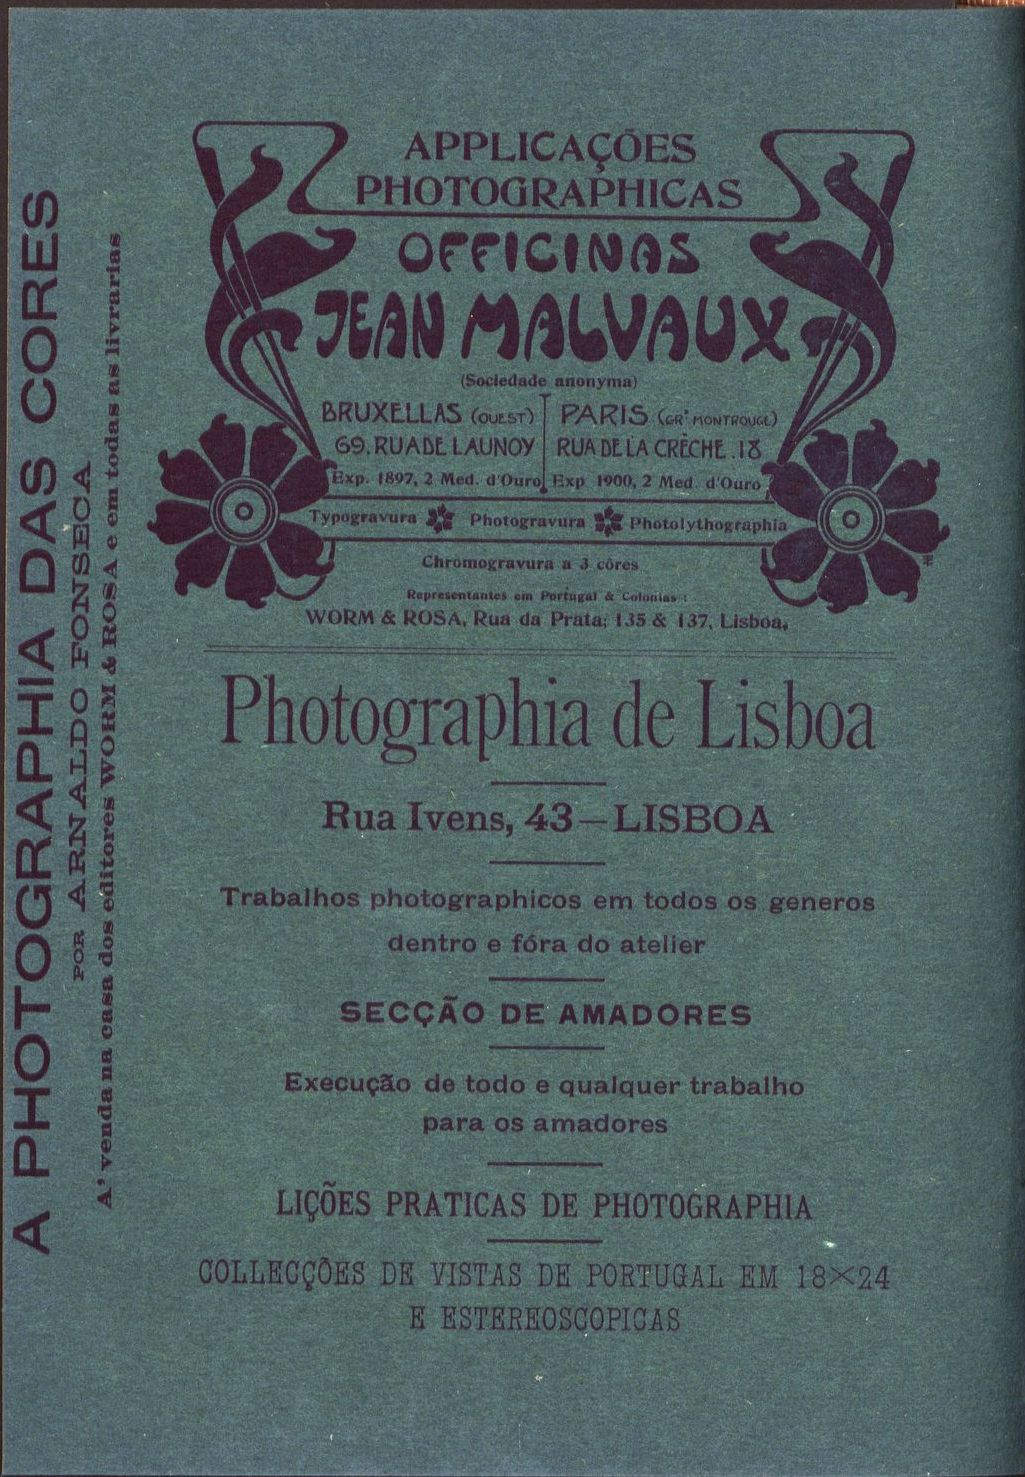 A PHOTOGRAPHIA DAS CORES
POR ARNALDO FONSECA
A' venda na casa dos editores WORM & ROSA e em todas as livrarias
APPLICAÇÕES
PHOTOGRAPHICAS
OFFICINAS
JEAN MALVAUX
(Sociedade anonyma)
BRUXELLAS (OUEST)
69. RUA DE LAUNOY
Exp. 1897, 2 Med. d'Ouro
PARIS (GRD MONTROUGE)
RUA DE LA CRÈCHE. 18
Exp 1900, 2 Med. d'Ouro
Typogravura Photogravura Photolythographia
Chromogravura a 3 côres
Representantes em Portugal & Colonias:
WORM & ROSA, Rua da Prata; 135 & 137, Lisboa.
Photographia de Lisboa
Rua Ivens, 43—LISBOA
Trabalhos photographicos em todos os generos
dentro e fóra do atelier
SECÇÃO DE AMADORES
Execução de todo e qualquer trabalho
para os amadores
LIÇÕES PRATICAS DE PHOTOGRAPHIA
COLLECÇÕES DE VISTAS DE PORTUGAL EM 18×24
E ESTEREOSCOPICAS